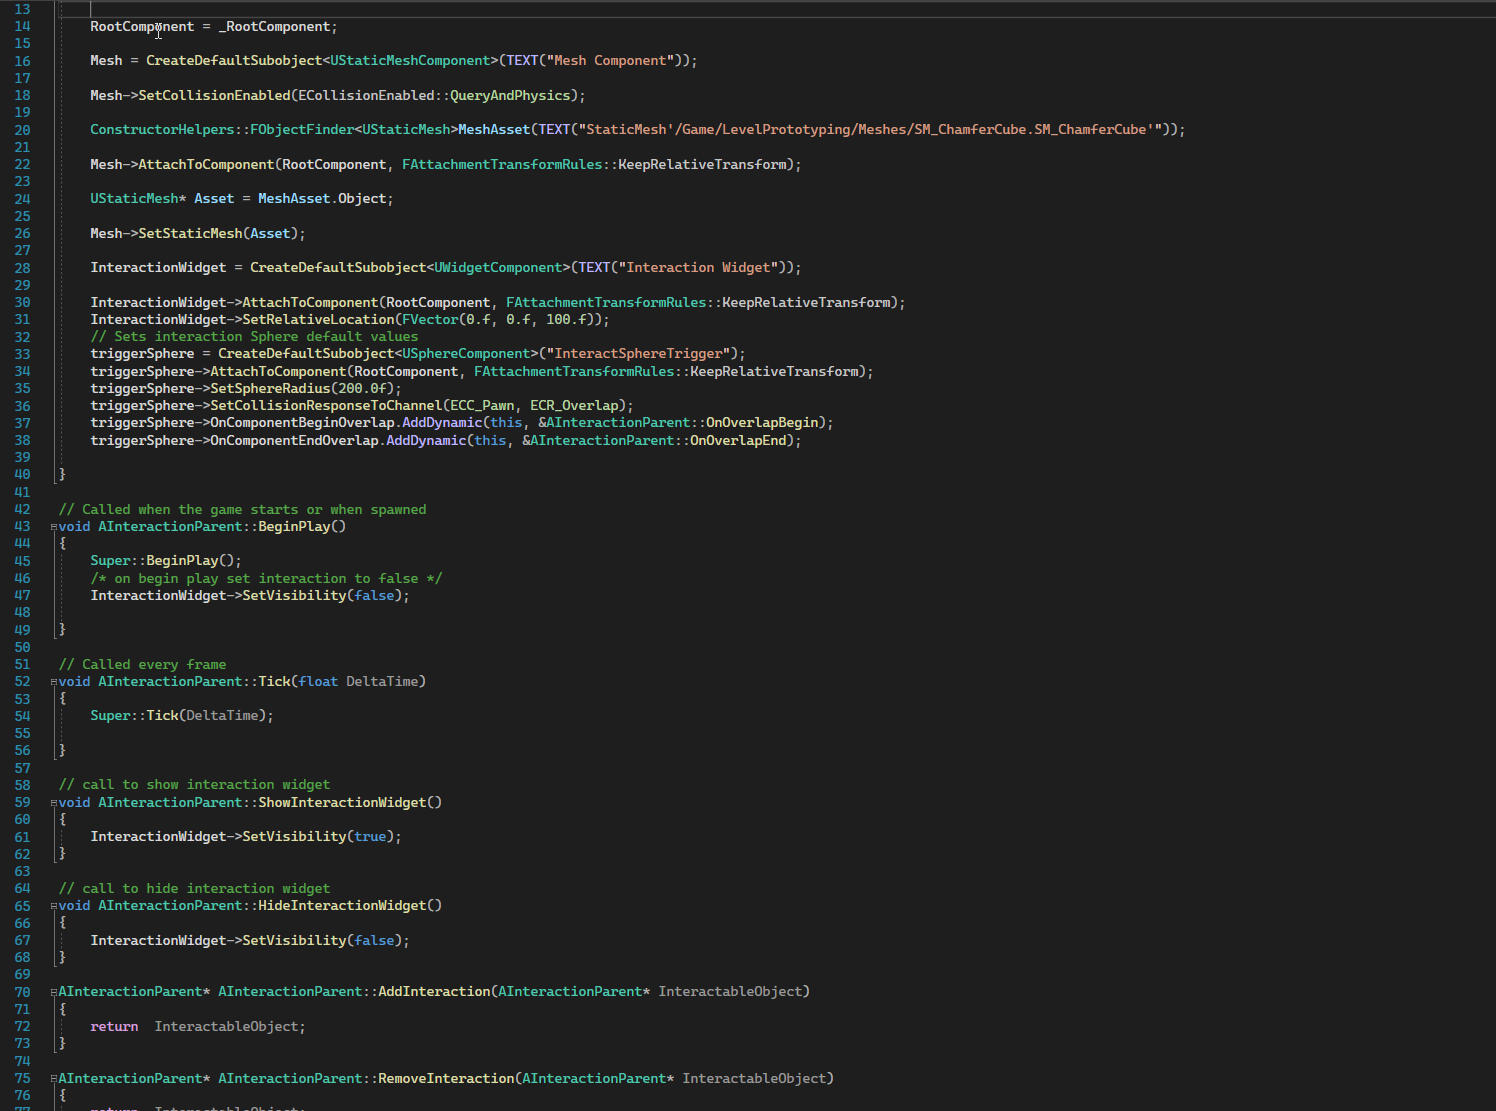 13
14 RootComponent = _RootComponent;
15
16 Mesh = CreateDefaultSubobject<UStaticMeshComponent>(TEXT("Mesh Component"));
17
18 Mesh->SetCollisionEnabled(ECollisionEnabled::QueryAndPhysics);
19
20 ConstructorHelpers::FObjectFinder<UStaticMesh>MeshAsset(TEXT("StaticMesh'/Game/LevelPrototyping/Meshes/SM_ChamferCube.SM_ChamferCube'"));
21
22 Mesh->AttachToComponent(RootComponent, FAttachmentTransformRules::KeepRelativeTransform);
23
24 UStaticMesh* Asset = MeshAsset.Object;
25
26 Mesh->SetStaticMesh(Asset);
27
28 InteractionWidget = CreateDefaultSubobject<UWidgetComponent>(TEXT("Interaction Widget"));
29
30 InteractionWidget->AttachToComponent(RootComponent, FAttachmentTransformRules::KeepRelativeTransform);
31 InteractionWidget->SetRelativeLocation(FVector(0.f, 0.f, 100.f));
32 // Sets interaction Sphere default values
33 triggerSphere = CreateDefaultSubobject<USphereComponent>("InteractSphereTrigger");
34 triggerSphere->AttachToComponent(RootComponent, FAttachmentTransformRules::KeepRelativeTransform);
35 triggerSphere->SetSphereRadius(200.0f);
36 triggerSphere->SetCollisionResponseToChannel(ECC_Pawn, ECR_Overlap);
37 triggerSphere->OnComponentBeginOverlap.AddDynamic(this, &AInteractionParent::OnOverlapBegin);
38 triggerSphere->OnComponentEndOverlap.AddDynamic(this, &AInteractionParent::OnOverlapEnd);
39
40 }
41
42 // Called when the game starts or when spawned
43 void AInteractionParent::BeginPlay()
44 {
45 Super::BeginPlay();
46 /* on begin play set interaction to false */
47 InteractionWidget->SetVisibility(false);
48
49 }
50
51 // Called every frame
52 void AInteractionParent::Tick(float DeltaTime)
53 {
54 Super::Tick(DeltaTime);
55
56 }
57
58 // call to show interaction widget
59 void AInteractionParent::ShowInteractionWidget()
60 {
61 InteractionWidget->SetVisibility(true);
62 }
63
64 // call to hide interaction widget
65 void AInteractionParent::HideInteractionWidget()
66 {
67 InteractionWidget->SetVisibility(false);
68 }
69
70 AInteractionParent* AInteractionParent::AddInteraction(AInteractionParent* InteractableObject)
71 {
72 return  InteractableObject;
73 }
74
75 AInteractionParent* AInteractionParent::RemoveInteraction(AInteractionParent* InteractableObject)
76 {
77 return  InteractableObject;